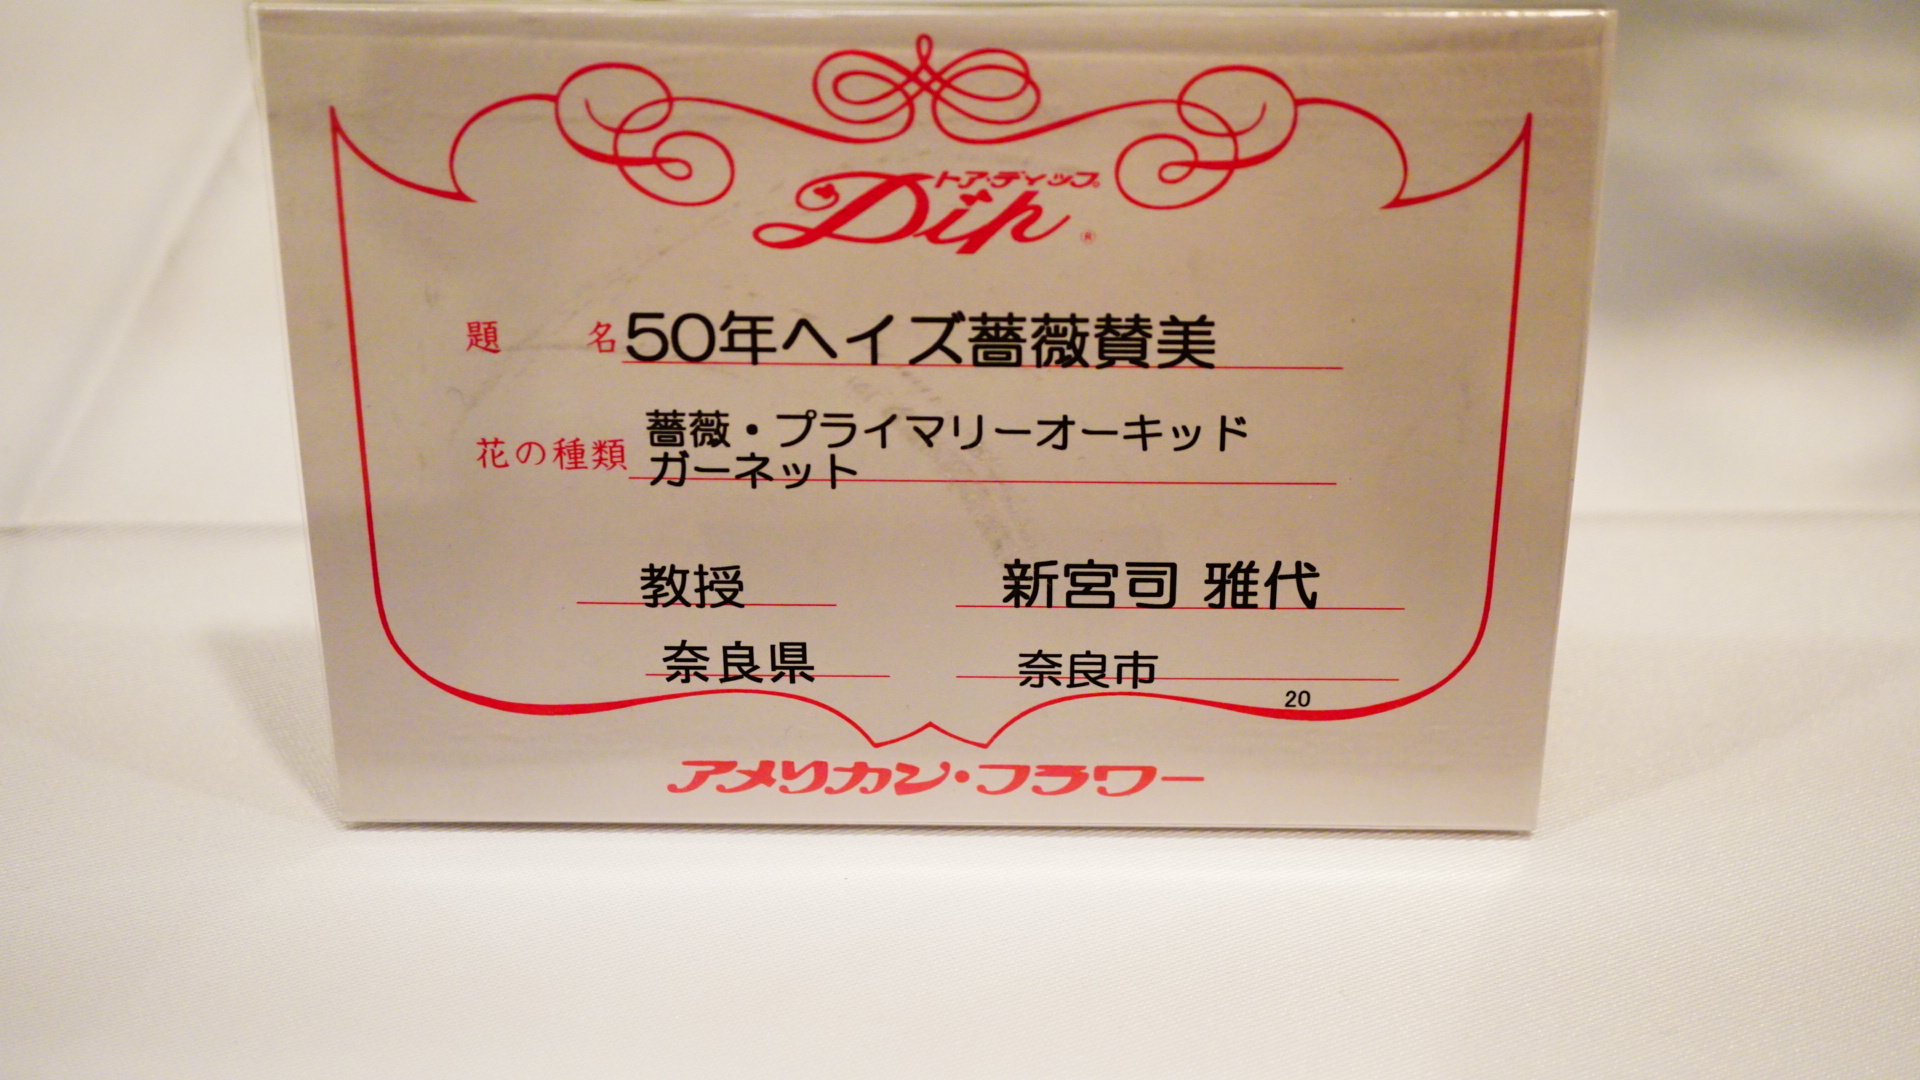 トア・ディップ
Dip®
題名 50年ヘイズ薔薇賛美
花の種類 薔薇・プライマリーオーキッド
ガーネット
教授 新宮司 雅代
奈良県 奈良市
20
アメリカン・フラワー